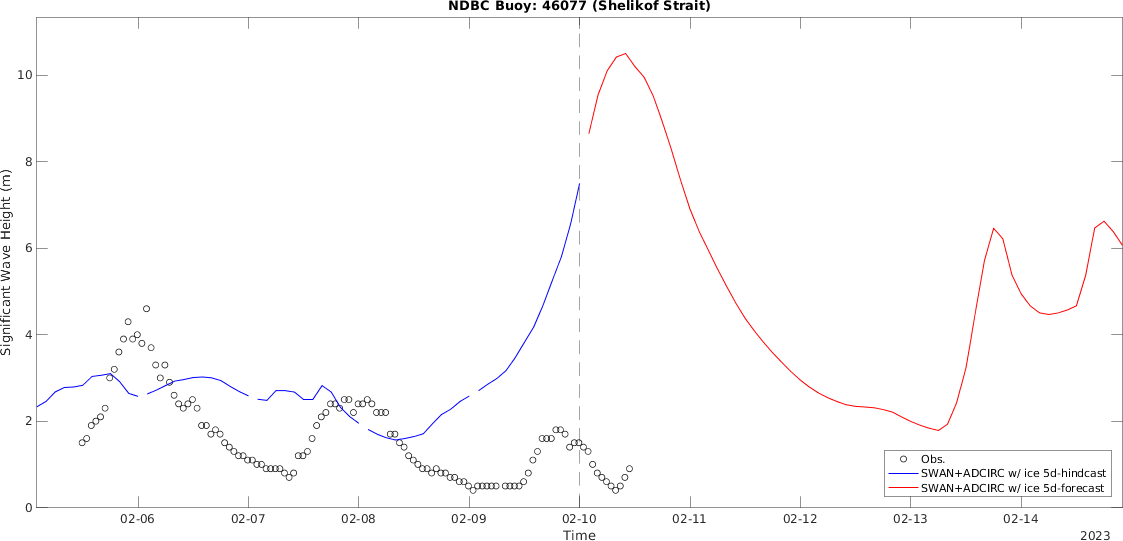 NDBC Buoy: 46077 (Shelikof Strait)
Significant Wave Height (m)
10
8
6
4
2
0
02-06
02-07
02-08
02-09
02-10
02-11
02-12
02-13
02-14
Time
2023
Obs.
SWAN+ADCIRC w/ ice 5d-hindcast
SWAN+ADCIRC w/ ice 5d-forecast